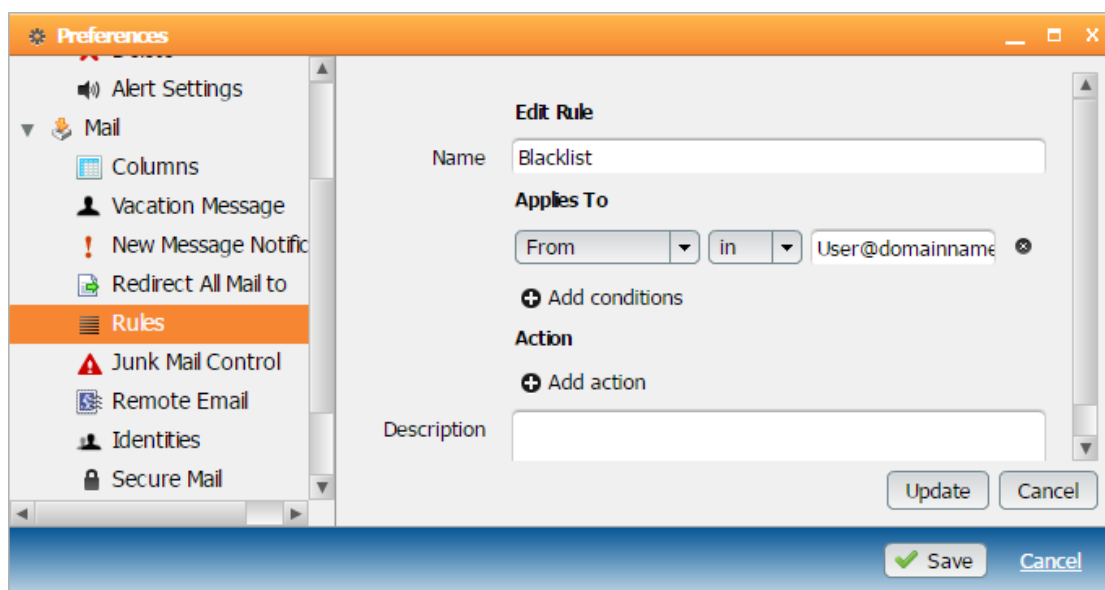 Preferences
X
Delete
Alert Settings
Mail
Columns
Vacation Message
New Message Notific
Redirect All Mail to
Rules
Junk Mail Control
Remote Email
Identities
Secure Mail
Edit Rule
Name Blacklist
Applies To
From in User@domainname
Add conditions
Action
Add action
Description
Update Cancel
Save Cancel